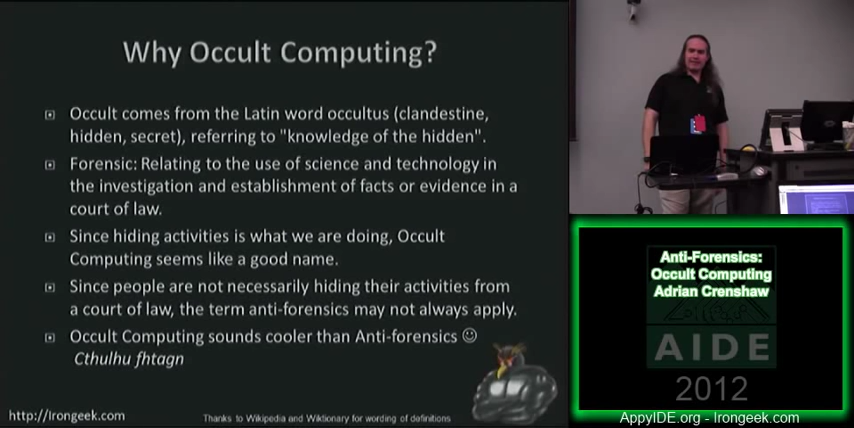 Why Occult Computing?
Occult comes from the Latin word occultus (clandestine,
hidden, secret), referring to "knowledge of the hidden".
Forensic: Relating to the use of science and technology in
the investigation and establishment of facts or evidence in a
court of law.
Since hiding activities is what we are doing, Occult
Computing seems like a good name.
Since people are not necessarily hiding their activities from
a court of law, the term anti-forensics may not always apply.
Occult Computing sounds cooler than Anti-forensics ☺
Cthulhu fhtagn
http://Irongeek.com
Thanks to Wikipedia and Wiktionary for wording of definitions
Anti-Forensics:
Occult Computing
Adrian Crenshaw
AIDE
2012
AppyIDE.org - Irongeek.com